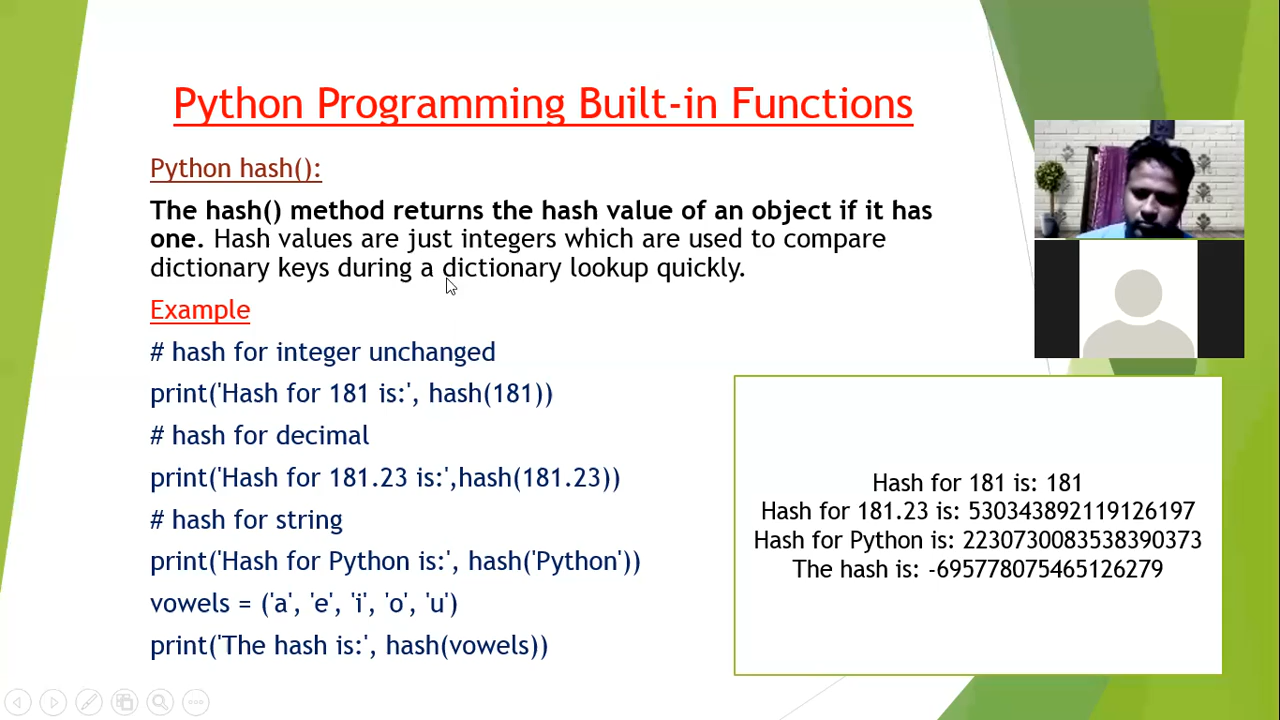 Python Programming Built-in Functions
Python hash():
The hash() method returns the hash value of an object if it has
one. Hash values are just integers which are used to compare
dictionary keys during a dictionary lookup quickly.
Example
# hash for integer unchanged
print('Hash for 181 is:', hash(181))
# hash for decimal
print('Hash for 181.23 is:',hash(181.23))
# hash for string
print('Hash for Python is:', hash('Python'))
vowels = ('a', 'e', 'i', 'o', 'u')
print('The hash is:', hash(vowels))
Hash for 181 is: 181
Hash for 181.23 is: 530343892119126197
Hash for Python is: 2230730083538390373
The hash is: -695778075465126279